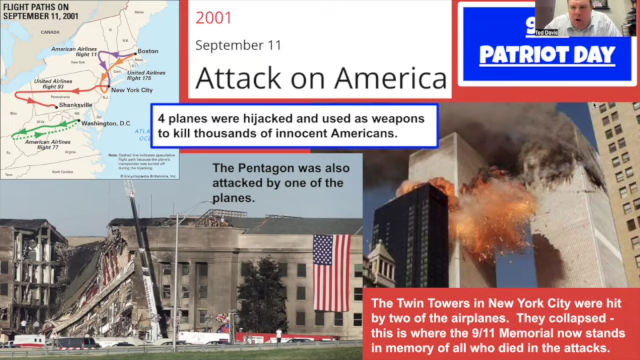 FLIGHT PATHS ON
SEPTEMBER 11, 2001
CANADA
American Airlines
flight 11
Boston
United Airlines
flight 175
United Airlines
flight 93
New York City
Shanksville
Washington, D.C.
American Airlines
flight 77
© Encyclopædia Britannica, Inc.
2001
September 11
Attack on America
PATRIOT DAY
Ted Davis
4 planes were hijacked and used as weapons
to kill thousands of innocent Americans.
The Pentagon was also
attacked by one of the
planes.
The Twin Towers in New York City were hit
by two of the airplanes. They collapsed -
this is where the 9/11 Memorial now stands
in memory of all who died in the attacks.